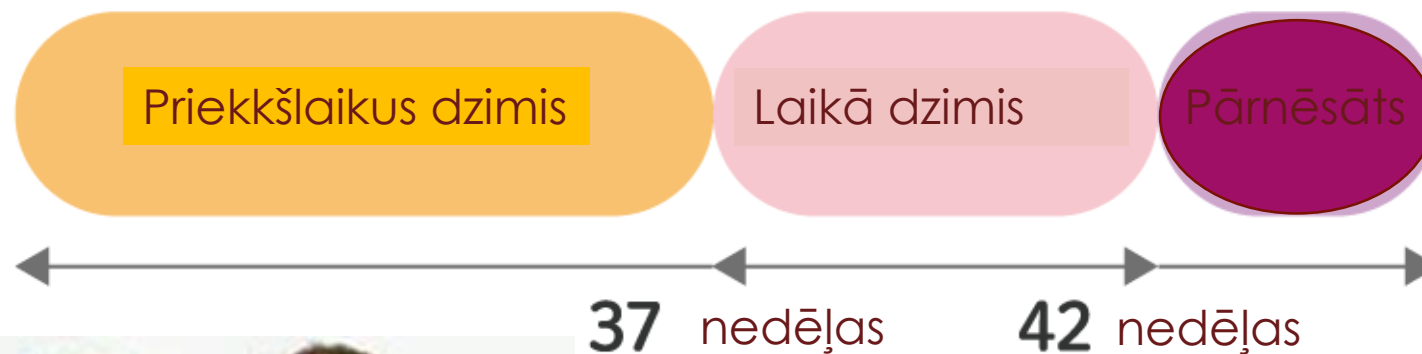 Priekkšlaikus dzimis
Laikā dzimis
Pārnēsāts
37 nedēļas
42 nedēļas